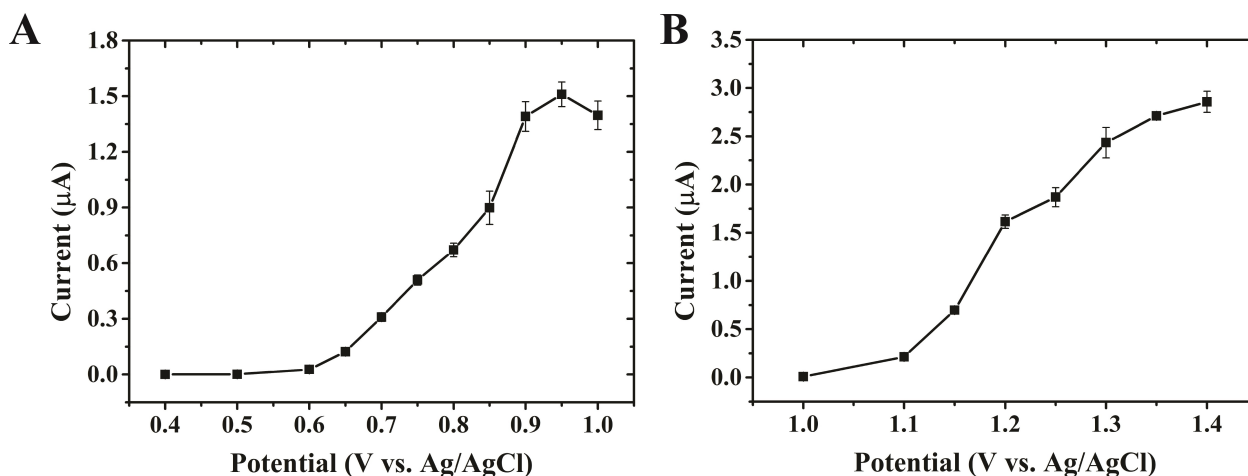 A
1.8
1.5
1.2
0.9
0.6
0.3
0.0
Current (μA)
0.4 0.5 0.6 0.7 0.8 0.9 1.0
Potential (V vs. Ag/AgCl)
B
3.5
3.0
2.5
2.0
1.5
1.0
0.5
0.0
Current (μA)
1.0 1.1 1.2 1.3 1.4
Potential (V vs. Ag/AgCl)